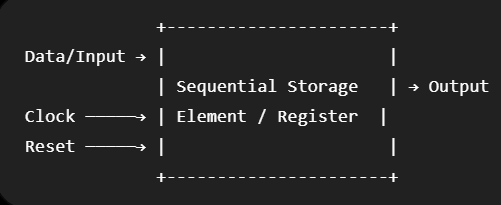 +----------------------+
Data/Input → |                      |
| Sequential Storage   | → Output
Clock ─────→ | Element / Register  |
Reset ─────→ |                      |
+----------------------+